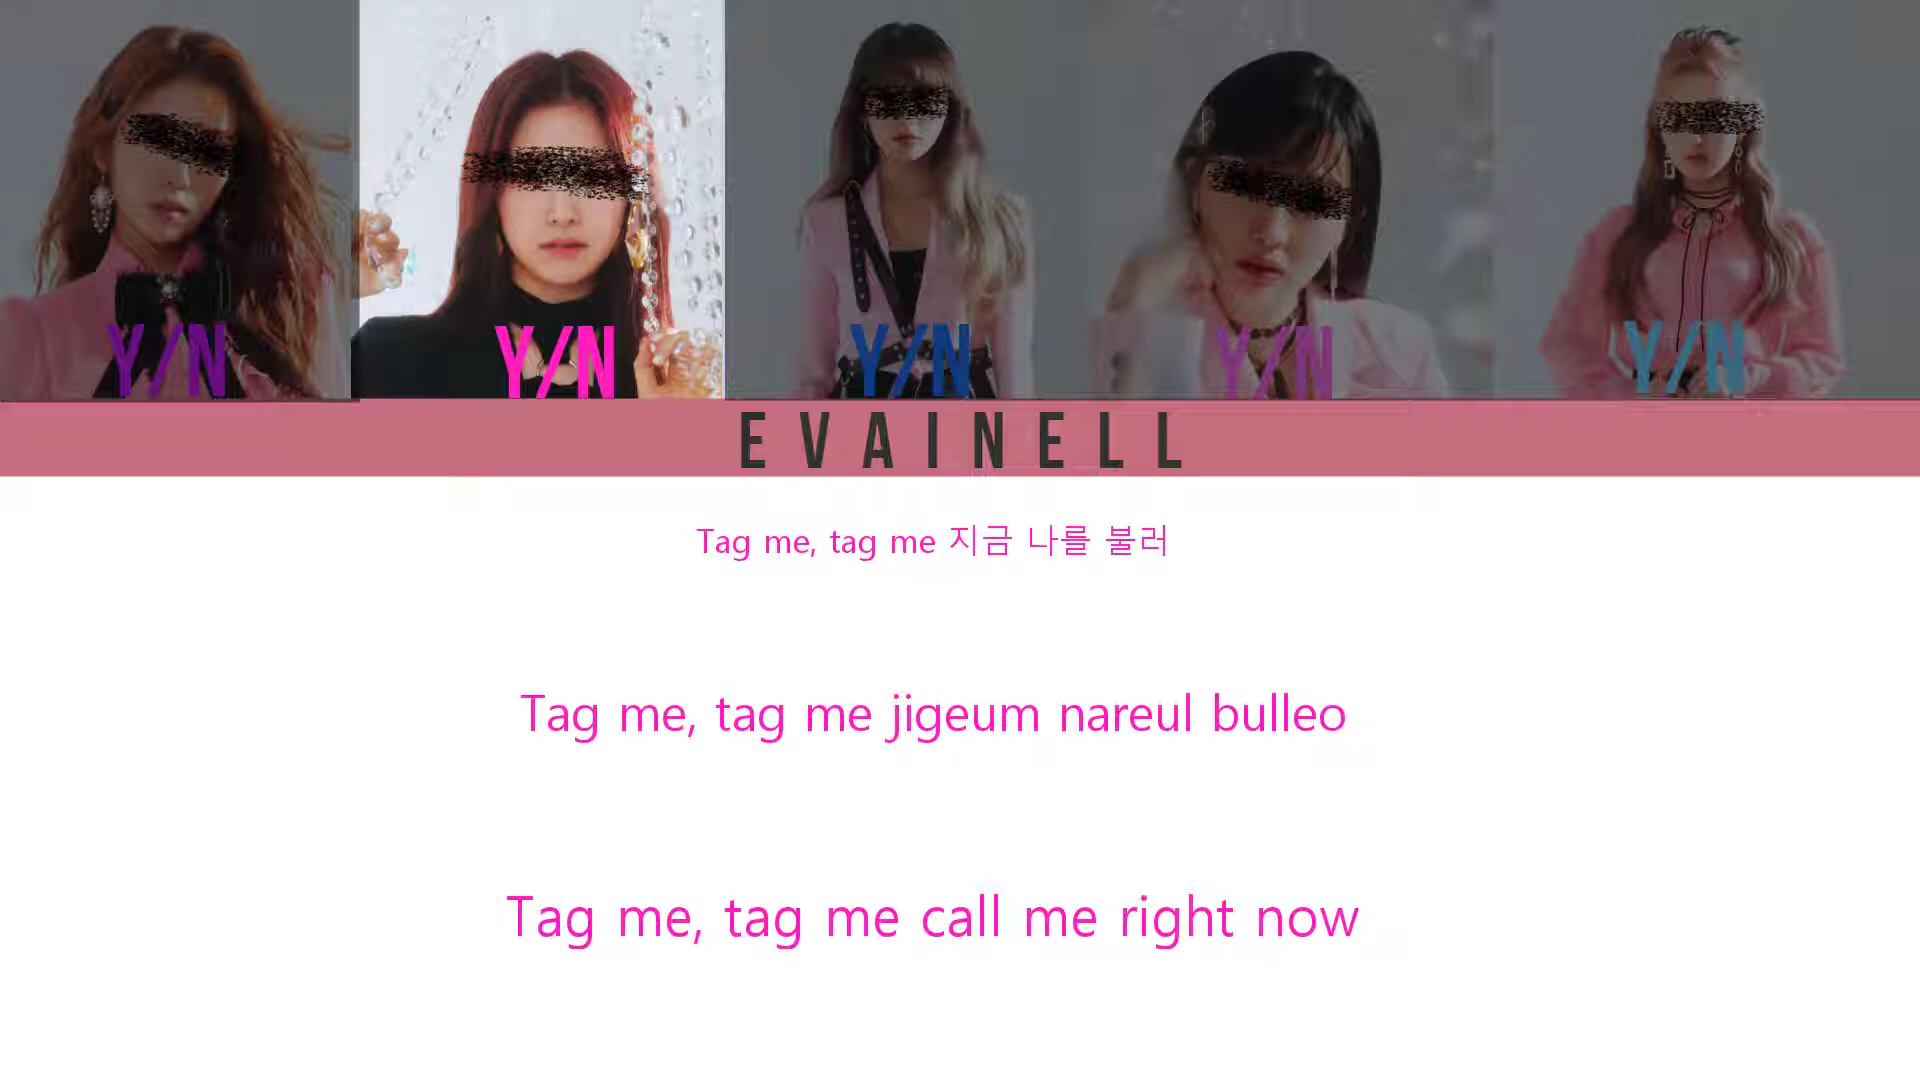 Y/N Y/N Y/N Y/N Y/N
EVAINELL
Tag me, tag me 지금 나를 불러
Tag me, tag me jigeum nareul bulleo
Tag me, tag me call me right now